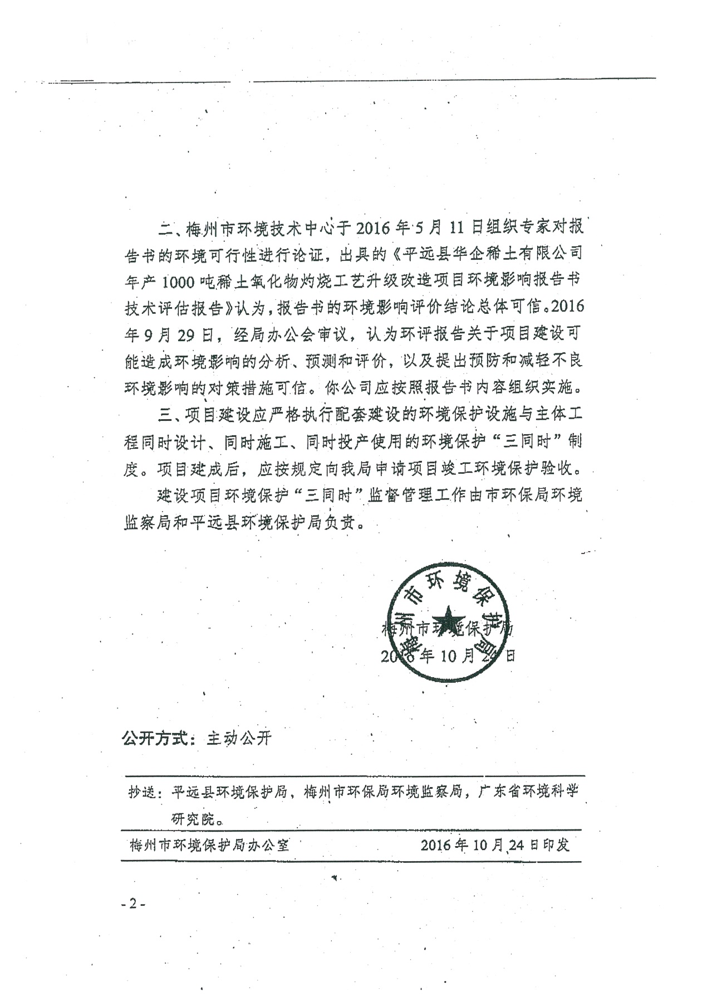 二、梅州市环境技术中心于 2016 年 5 月 11 日组织专家对报
告书的环境可行性进行论证，出具的《平远县华企稀土有限公司
年产 1000 吨稀土氧化物灼烧工艺升级改造项目环境影响报告书
技术评估报告》认为，报告书的环境影响评价结论总体可信。2016
年 9 月 29 日，经局办公会审议，认为环评报告关于项目建设可
能造成环境影响的分析、预测和评价，以及提出预防和减轻不良
环境影响的对策措施可信。你公司应按照报告书内容组织实施。
三、项目建设应严格执行配套建设的环境保护设施与主体工
程同时设计、同时施工、同时投产使用的环境保护“三同时”制
度。项目建成后，应按规定向我局申请项目竣工环境保护验收。
建设项目环境保护“三同时”监督管理工作由市环保局环境
监察局和平远县环境保护局负责。
梅州市环境保护局
梅州市环境保护局
2016 年 10 月 日
公开方式：主动公开
抄送：平远县环境保护局，梅州市环保局环境监察局，广东省环境科学
研究院。
梅州市环境保护局办公室 2016 年 10 月 24 日印发
- 2 -